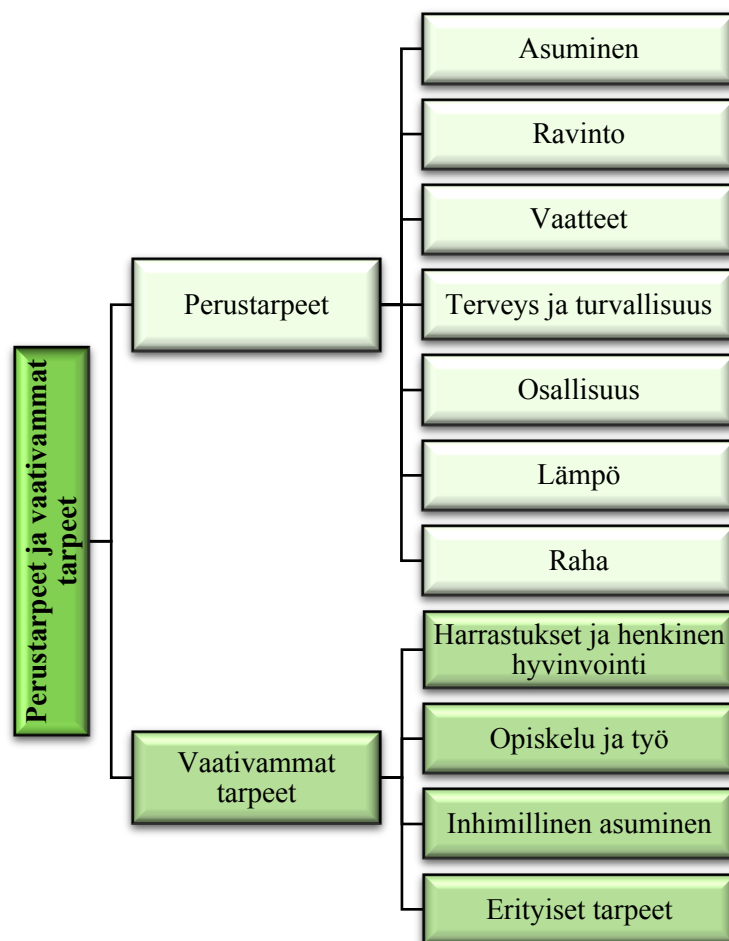 Perustarpeet ja vaativammat
tarpeet
Perustarpeet
Asuminen
Ravinto
Vaatteet
Terveys ja turvallisuus
Osallisuus
Lämpö
Raha
Vaativammat
tarpeet
Harrastukset ja henkinen
hyvinvointi
Opiskelu ja työ
Inhimillinen asuminen
Erityiset tarpeet